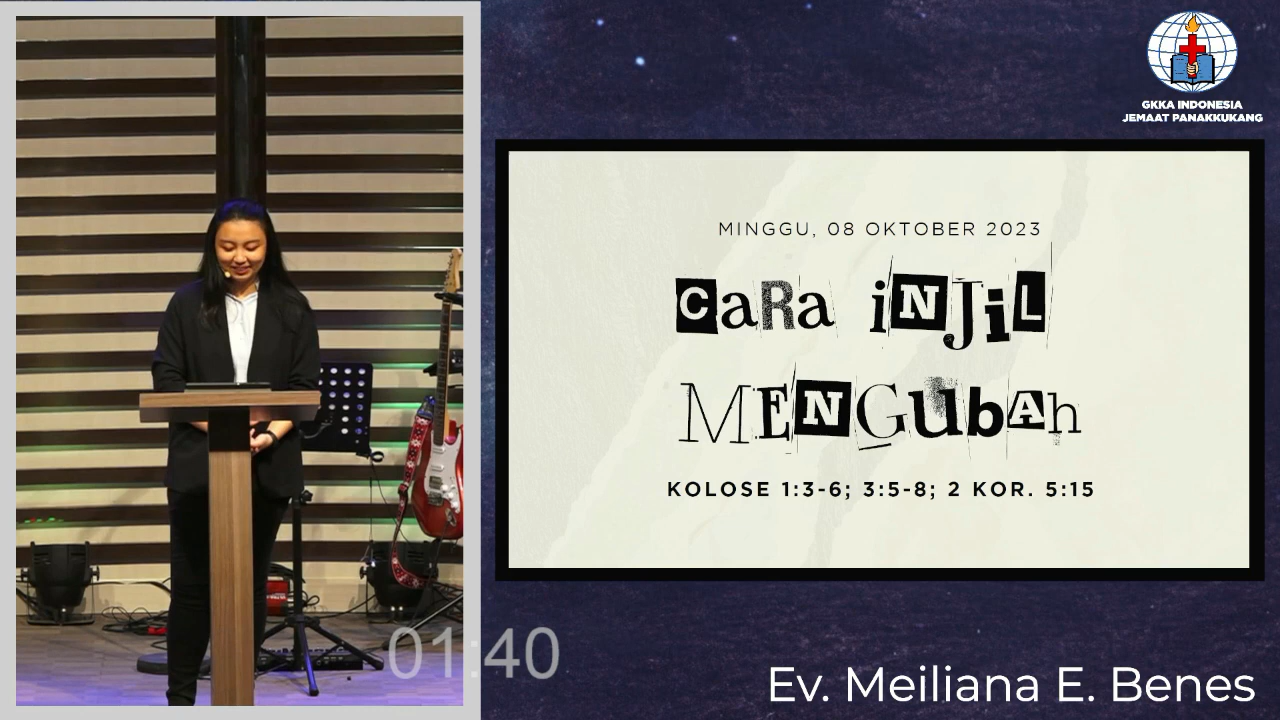 GKKA INDONESIA
JEMAAT PANAKKUKANG
MINGGU, 08 OKTOBER 2023
CaRa iNJiL
MENGubAh
KOLOSE 1:3-6; 3:5-8; 2 KOR. 5:15
01:40
Ev. Meiliana E. Benes